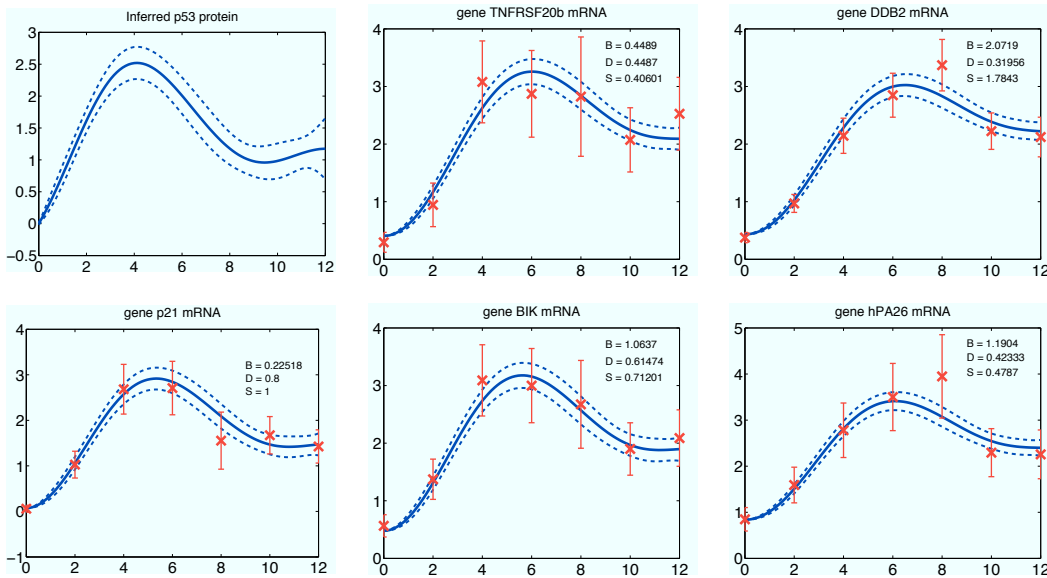 Inferred p53 protein
3
2.5
2
1.5
1
0.5
0
−0.5
0 2 4 6 8 10 12
gene TNFRSF20b mRNA
4
3
2
1
0
0 2 4 6 8 10 12
B = 0.4489
D = 0.4487
S = 0.40601
gene DDB2 mRNA
4
3
2
1
0
0 2 4 6 8 10 12
B = 2.0719
D = 0.31956
S = 1.7843
gene p21 mRNA
4
3
2
1
0
−1
0 2 4 6 8 10 12
B = 0.22518
D = 0.8
S = 1
gene BIK mRNA
4
3
2
1
0
0 2 4 6 8 10 12
B = 1.0637
D = 0.61474
S = 0.71201
gene hPA26 mRNA
5
4
3
2
1
0
0 2 4 6 8 10 12
B = 1.1904
D = 0.42333
S = 0.4787